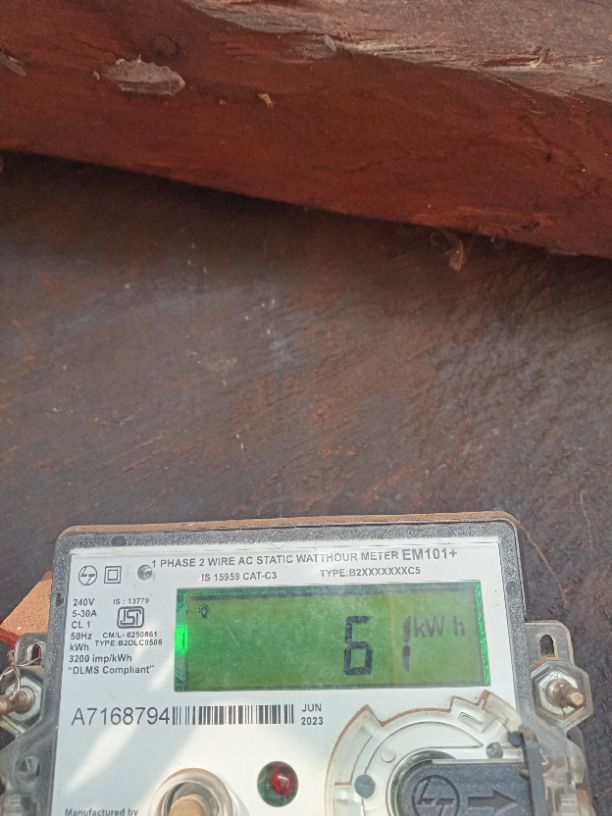 1 PHASE 2 WIRE AC STATIC WATTHOUR METER EM101+
IS 15959 CAT-C3 TYPE:B2XXXXXXXC5
240V IS : 13779
5-30A
CL 1
50Hz CM/L- 6250861
kWh TYPE:B2DLC0506
3200 imp/kWh
"DLMS Compliant"
61 kWh
A7168794
JUN
2023
Manufactured by